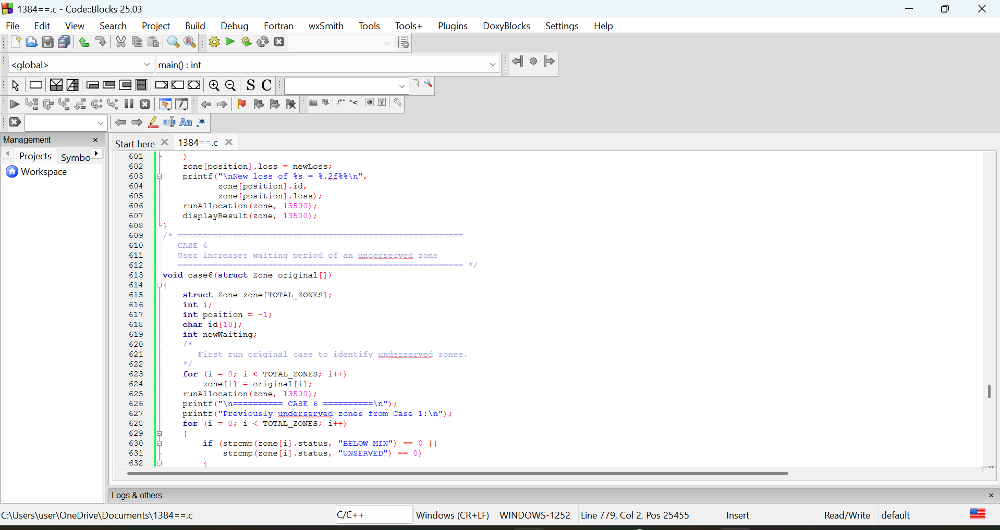 1384==.c - Code::Blocks 25.03
File Edit View Search Project Build Debug Fortran wxSmith Tools Tools+ Plugins DoxyBlocks Settings Help
<global> main() : int
S C
/** *<
Aa .*
Management
Start here 1384==.c
Projects Symbo
Workspace
601 }
602 zone[position].loss = newLoss;
603 printf("\nNew loss of %s = %.2f%%\n",
604 zone[position].id,
605 zone[position].loss);
606 runAllocation(zone, 13500);
607 displayResult(zone, 13500);
608 }
609 /* =========================================================
610 CASE 6
611 User increases waiting period of an underserved zone
612 ========================================================= */
613 void case6(struct Zone original[])
614 {
615 struct Zone zone[TOTAL_ZONES];
616 int i;
617 int position = -1;
618 char id[10];
619 int newWaiting;
620 /*
621 First run original case to identify underserved zones.
622 */
623 for (i = 0; i < TOTAL_ZONES; i++)
624 zone[i] = original[i];
625 runAllocation(zone, 13500);
626 printf("\n========== CASE 6 ==========\n");
627 printf("Previously underserved zones from Case 1:\n");
628 for (i = 0; i < TOTAL_ZONES; i++)
629 {
630 if (strcmp(zone[i].status, "BELOW MIN") == 0 ||
631 strcmp(zone[i].status, "UNSERVED") == 0)
632 {
Logs & others
C:\Users\user\OneDrive\Documents\1384==.c C/C++ Windows (CR+LF) WINDOWS-1252 Line 779, Col 2, Pos 25455 Insert Read/Write default